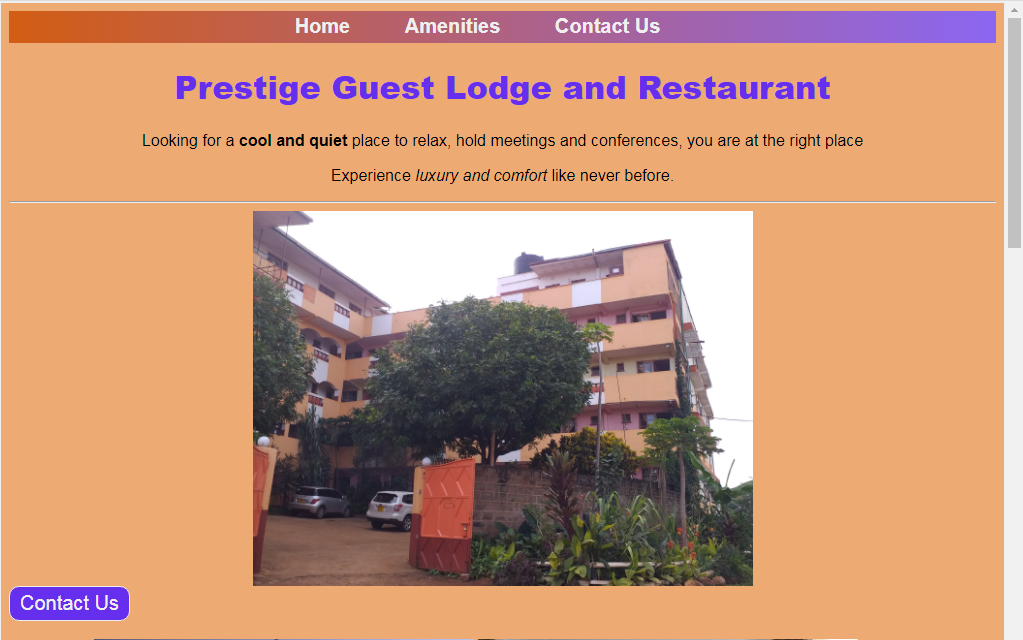 Home Amenities Contact Us
Prestige Guest Lodge and Restaurant
Looking for a cool and quiet place to relax, hold meetings and conferences, you are at the right place
Experience luxury and comfort like never before.
Contact Us